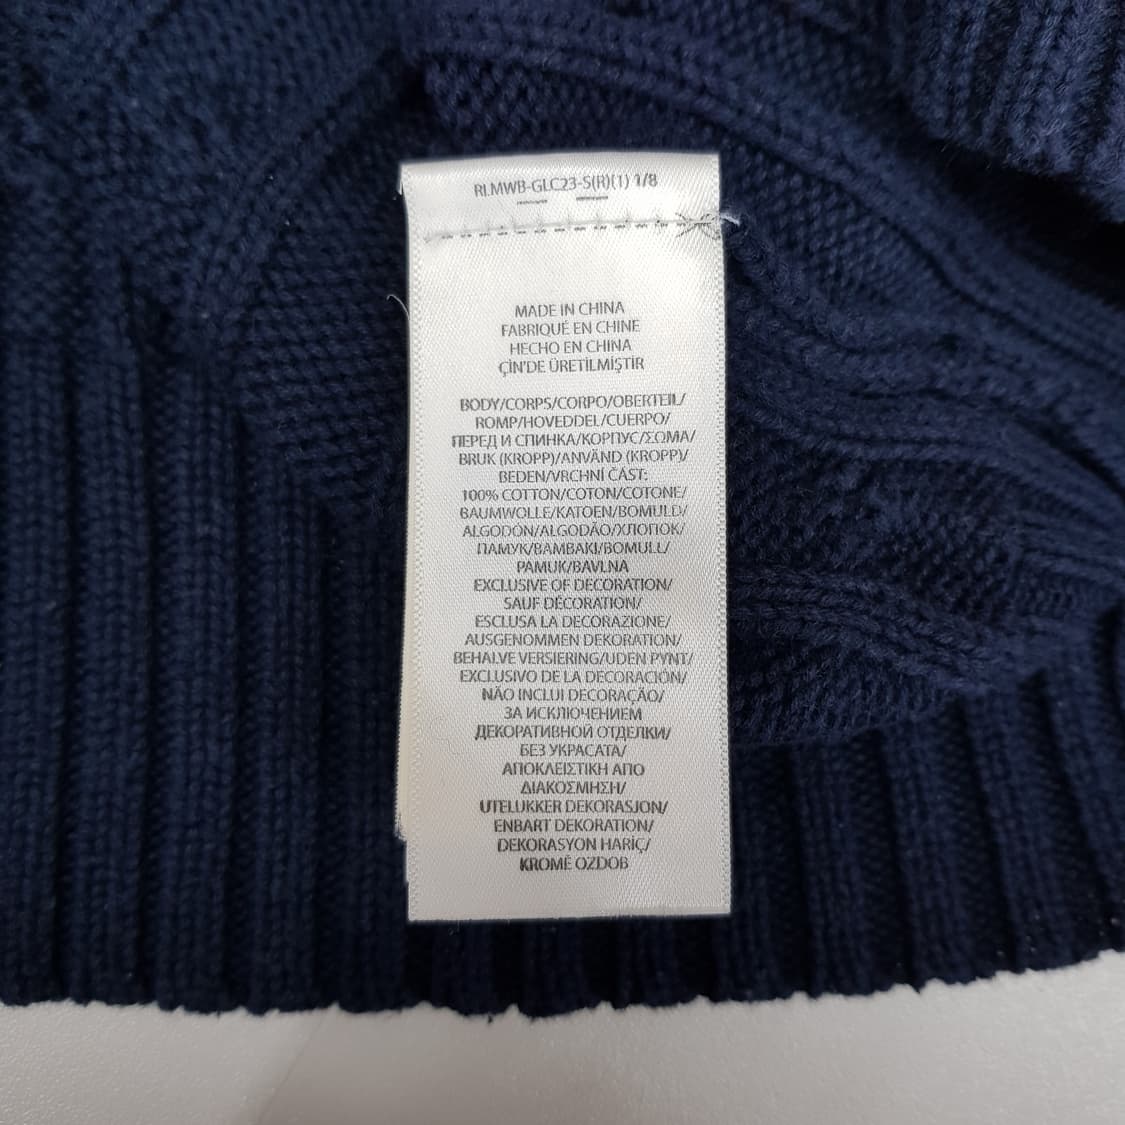 RLMWB-GLC23-S(R)(1) 1/8
MADE IN CHINA
FABRIQUÉ EN CHINE
HECHO EN CHINA
ÇİN'DE ÜRETİLMİŞTİR
BODY/CORPS/CORPO/OBERTEIL/
ROMP/HOVEDDEL/CUERPO/
ПЕРЕД И СПИНКА/КОРПУС/ΣΩΜΑ/
BRUK (KROPP)/ANVÄND (KROPP)/
BEDEN/VRCHNÍ ČÁST:
100% COTTON/COTON/COTONE/
BAUMWOLLE/KATOEN/BOMULD/
ALGODÓN/ALGODÃO/ХЛОПОК/
ПАМУК/ΒΑΜΒΑΚΙ/BOMULL/
PAMUK/BAVLNA
EXCLUSIVE OF DECORATION/
SAUF DÉCORATION/
ESCLUSA LA DECORAZIONE/
AUSGENOMMEN DEKORATION/
BEHALVE VERSIERING/UDEN PYNT/
EXCLUSIVO DE LA DECORACIÓN/
NÃO INCLUI DECORAÇÃO/
ЗА ИСКЛЮЧЕНИЕМ
ДЕКОРАТИВНОЙ ОТДЕЛКИ/
БЕЗ УКРАСАТА/
ΑΠΟΚΛΕΙΣΤΙΚΗ ΑΠΟ
ΔΙΑΚΟΣΜΗΣΗ/
UTELUKKER DEKORASJON/
ENBART DEKORATION/
DEKORASYON HARİÇ/
KROMĚ OZDOB